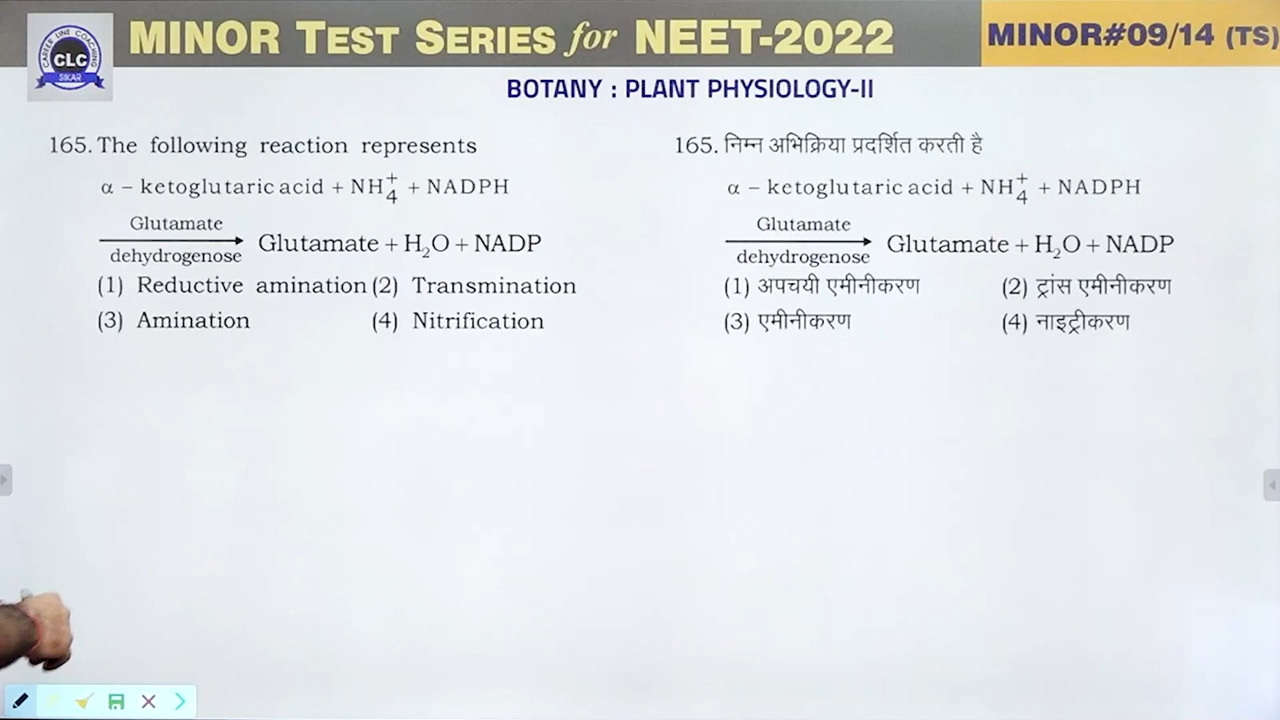 CAREER LINE COACHING
CLC
SIKAR
MINOR TEST SERIES for NEET-2022
MINOR#09/14 (TS)
BOTANY : PLANT PHYSIOLOGY-II
165. The following reaction represents
α – ketoglutaric acid + NH₄⁺ + NADPH
Glutamate
dehydrogenose
Glutamate + H₂O + NADP
(1) Reductive amination (2) Transmination
(3) Amination (4) Nitrification
165. निम्न अभिक्रिया प्रदर्शित करती है
α – ketoglutaric acid + NH₄⁺ + NADPH
Glutamate
dehydrogenose
Glutamate + H₂O + NADP
(1) अपचयी एमीनीकरण (2) ट्रांस एमीनीकरण
(3) एमीनीकरण (4) नाइट्रीकरण